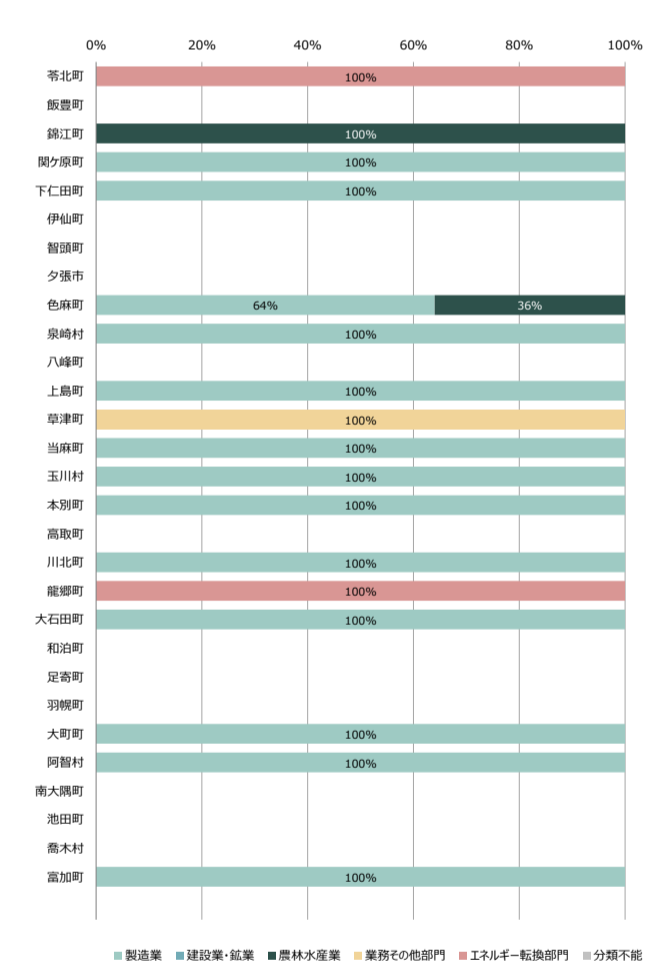 0% 20% 40% 60% 80% 100%
苓北町 100%
飯豊町
錦江町 100%
関ケ原町 100%
下仁田町 100%
伊仙町
智頭町
夕張市
色麻町 64% 36%
泉崎村 100%
八峰町
上島町 100%
草津町 100%
当麻町 100%
玉川村 100%
本別町 100%
高取町
川北町 100%
龍郷町 100%
大石田町 100%
和泊町
足寄町
羽幌町
大町町 100%
阿智村 100%
南大隅町
池田町
喬木村
富加町 100%
製造業 建設業・鉱業 農林水産業 業務その他部門 エネルギー転換部門 分類不能